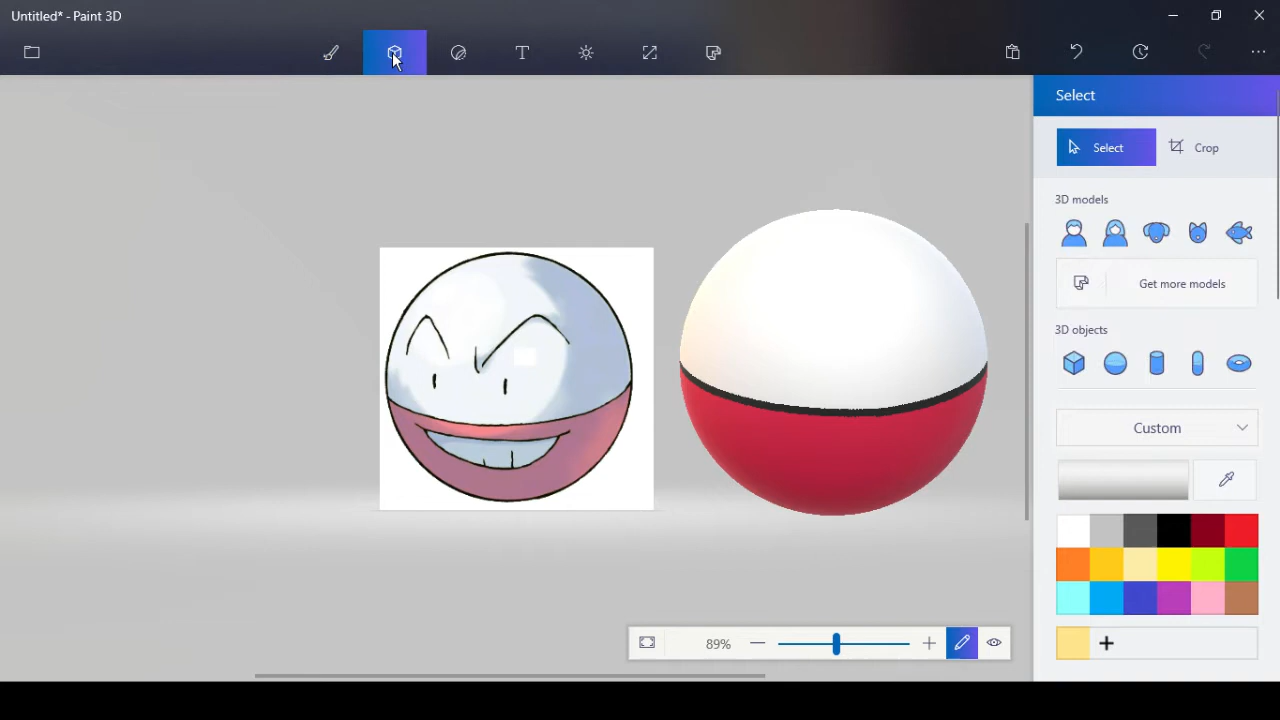 Untitled* - Paint 3D
Select
Select
Crop
3D models
Get more models
3D objects
Custom
89%